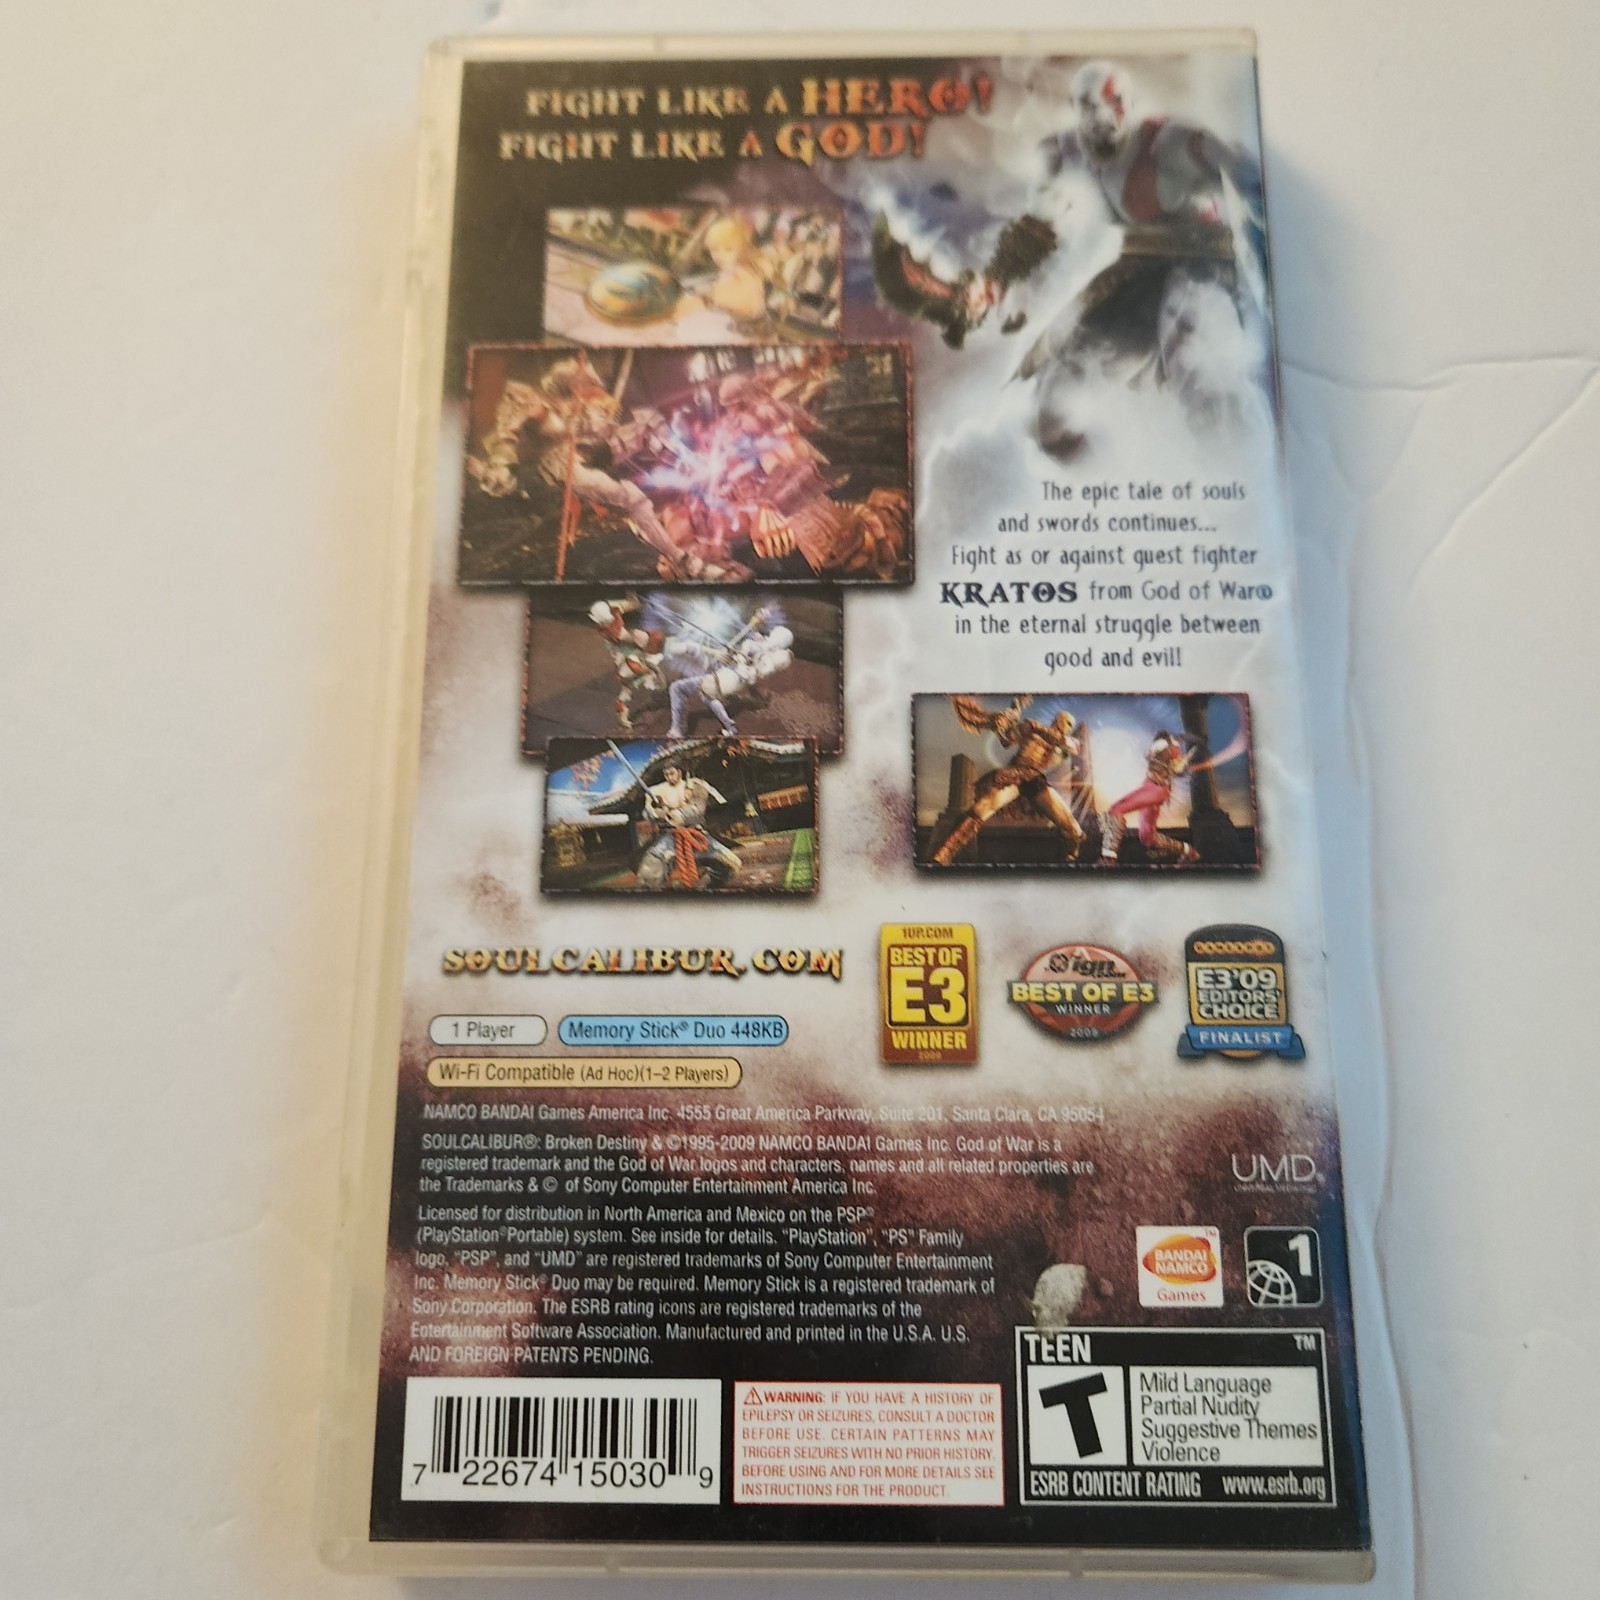 FIGHT LIKE A HERO!
FIGHT LIKE A GOD!
The epic tale of souls
and swords continues...
Fight as or against guest fighter
KRATOS from God of War®
in the eternal struggle between
good and evil!
SOULCALIBUR.COM
1UP.COM
BEST OF
E3
WINNER
2009
ign.com
BEST OF E3
WINNER
2009
E3'09
EDITORS'
CHOICE
FINALIST
1 Player
Memory Stick® Duo 448KB
Wi-Fi Compatible (Ad Hoc)(1–2 Players)
NAMCO BANDAI Games America Inc. 4555 Great America Parkway, Suite 201, Santa Clara, CA 95054
SOULCALIBUR®: Broken Destiny & ©1995-2009 NAMCO BANDAI Games Inc. God of War is a
registered trademark and the God of War logos and characters, names and all related properties are
the Trademarks & © of Sony Computer Entertainment America Inc.
Licensed for distribution in North America and Mexico on the PSP®
(PlayStation®Portable) system. See inside for details. "PlayStation", "PS" Family
logo, "PSP", and "UMD" are registered trademarks of Sony Computer Entertainment
Inc. Memory Stick® Duo may be required. Memory Stick is a registered trademark of
Sony Corporation. The ESRB rating icons are registered trademarks of the
Entertainment Software Association. Manufactured and printed in the U.S.A. U.S.
AND FOREIGN PATENTS PENDING.
UMD®
BANDAI
NAMCO
™
Games
1
7 22674 15030 9
WARNING: IF YOU HAVE A HISTORY OF
EPILEPSY OR SEIZURES, CONSULT A DOCTOR
BEFORE USE. CERTAIN PATTERNS MAY
TRIGGER SEIZURES WITH NO PRIOR HISTORY.
BEFORE USING AND FOR MORE DETAILS SEE
INSTRUCTIONS FOR THE PRODUCT.
TEEN ™
T
Mild Language
Partial Nudity
Suggestive Themes
Violence
ESRB CONTENT RATING www.esrb.org